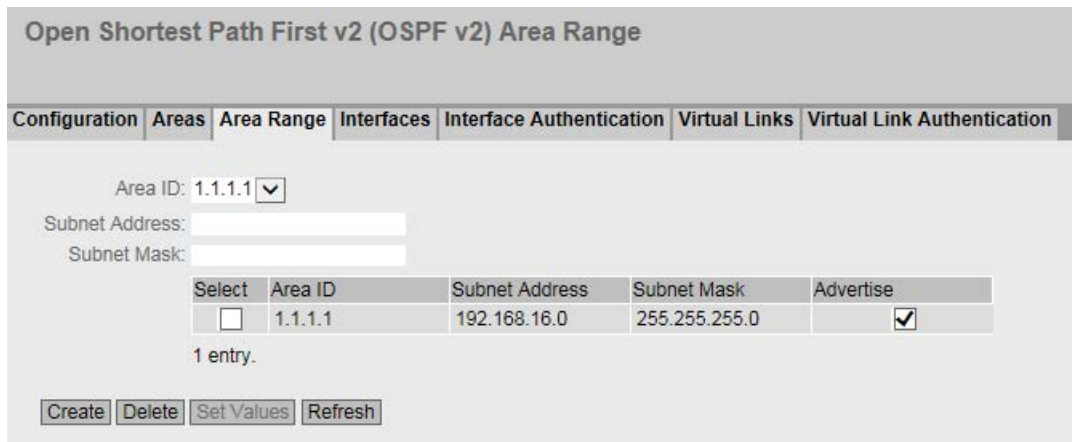 Open Shortest Path First v2 (OSPF v2) Area Range
Configuration Areas Area Range Interfaces Interface Authentication Virtual Links Virtual Link Authentication
Area ID: 1.1.1.1
Subnet Address:
Subnet Mask:
Select Area ID Subnet Address Subnet Mask Advertise
1.1.1.1 192.168.16.0 255.255.255.0
1 entry.
Create Delete Set Values Refresh